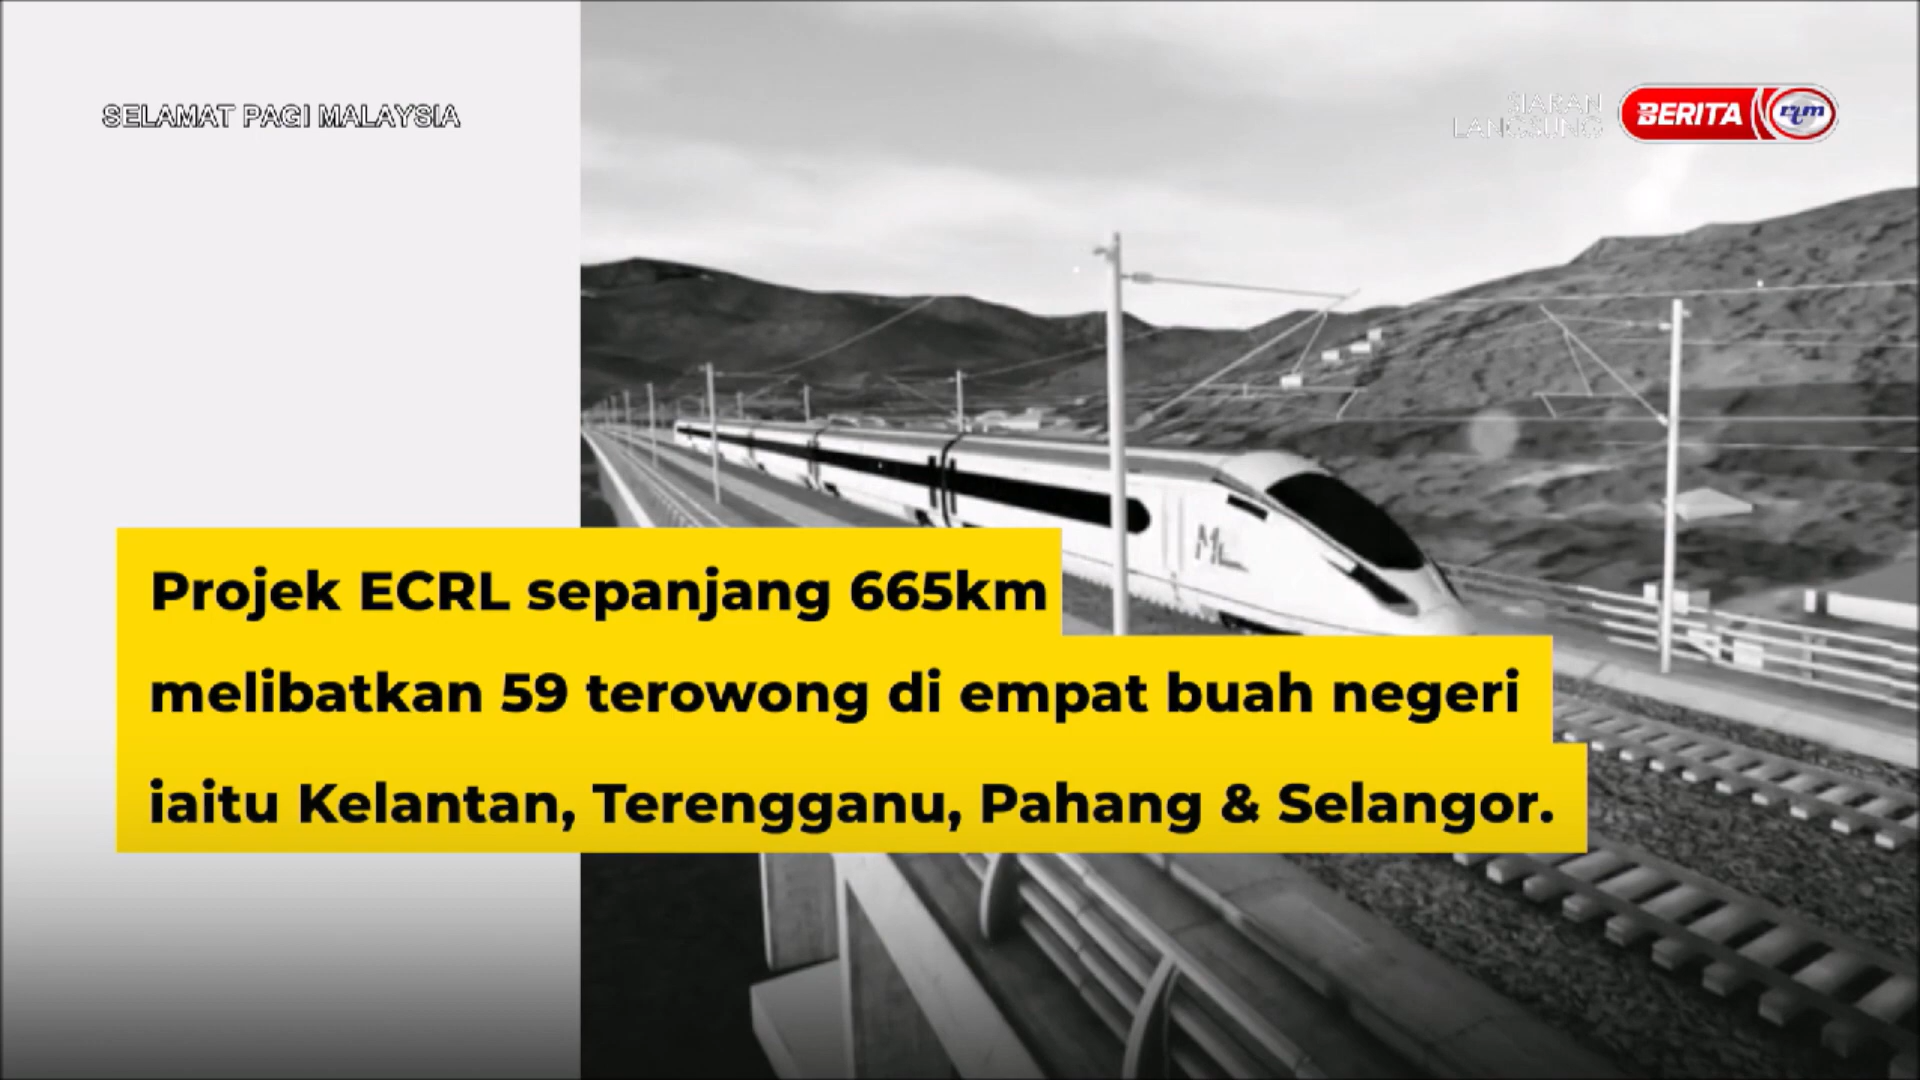 SELAMAT PAGI MALAYSIA
SIARAN
LANGSUNG
BERITA rtm
ML
Projek ECRL sepanjang 665km
melibatkan 59 terowong di empat buah negeri
iaitu Kelantan, Terengganu, Pahang & Selangor.